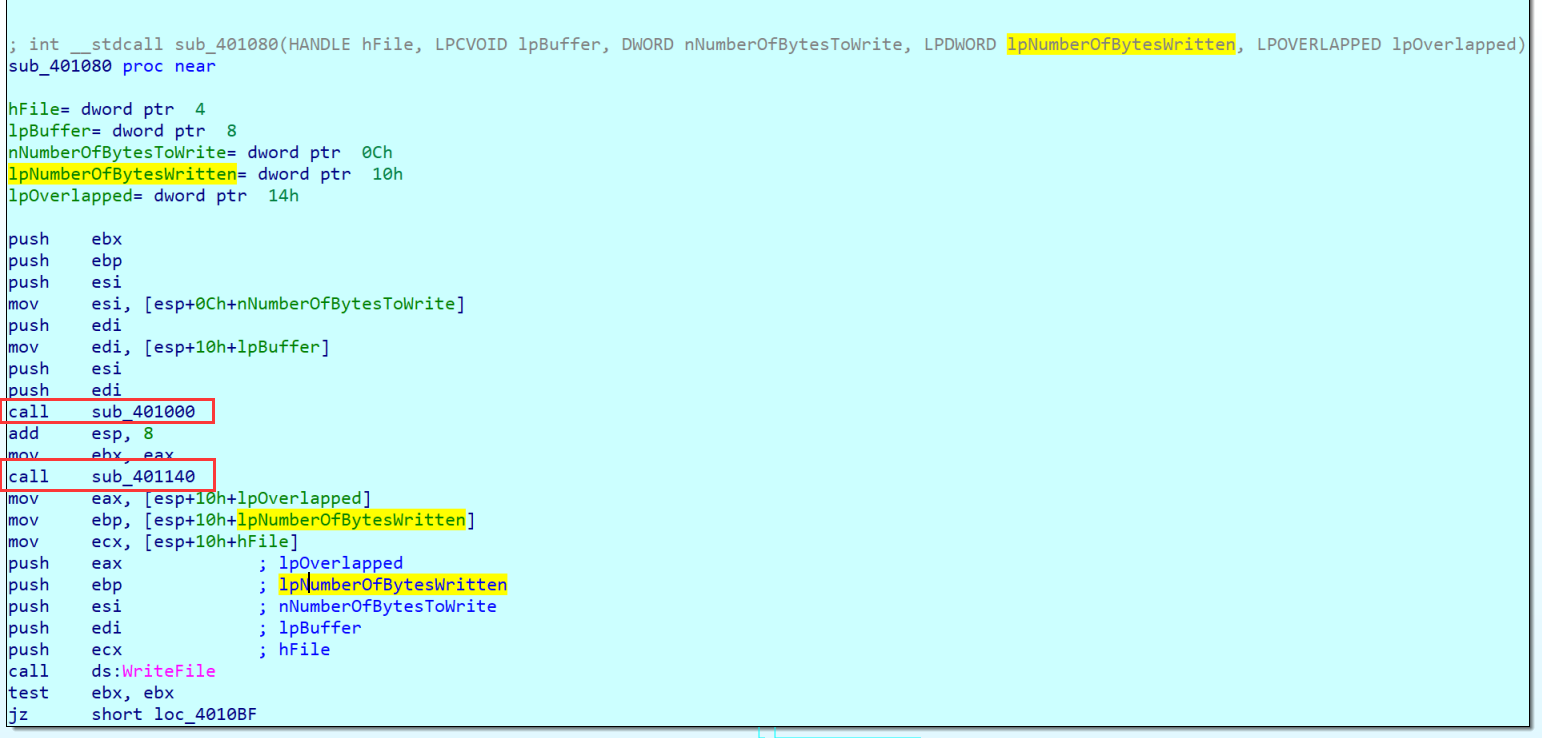 ; int __stdcall sub_401080(HANDLE hFile, LPCVOID lpBuffer, DWORD nNumberOfBytesToWrite, LPDWORD lpNumberOfBytesWritten, LPOVERLAPPED lpOverlapped)
sub_401080 proc near
hFile= dword ptr  4
lpBuffer= dword ptr  8
nNumberOfBytesToWrite= dword ptr  0Ch
lpNumberOfBytesWritten= dword ptr  10h
lpOverlapped= dword ptr  14h
push    ebx
push    ebp
push    esi
mov     esi, [esp+0Ch+nNumberOfBytesToWrite]
push    edi
mov     edi, [esp+10h+lpBuffer]
push    esi
push    edi
call    sub_401000
add     esp, 8
mov     ebx, eax
call    sub_401140
mov     eax, [esp+10h+lpOverlapped]
mov     ebp, [esp+10h+lpNumberOfBytesWritten]
mov     ecx, [esp+10h+hFile]
push    eax             ; lpOverlapped
push    ebp             ; lpNumberOfBytesWritten
push    esi             ; nNumberOfBytesToWrite
push    edi             ; lpBuffer
push    ecx             ; hFile
call    ds:WriteFile
test    ebx, ebx
jz      short loc_4010BF